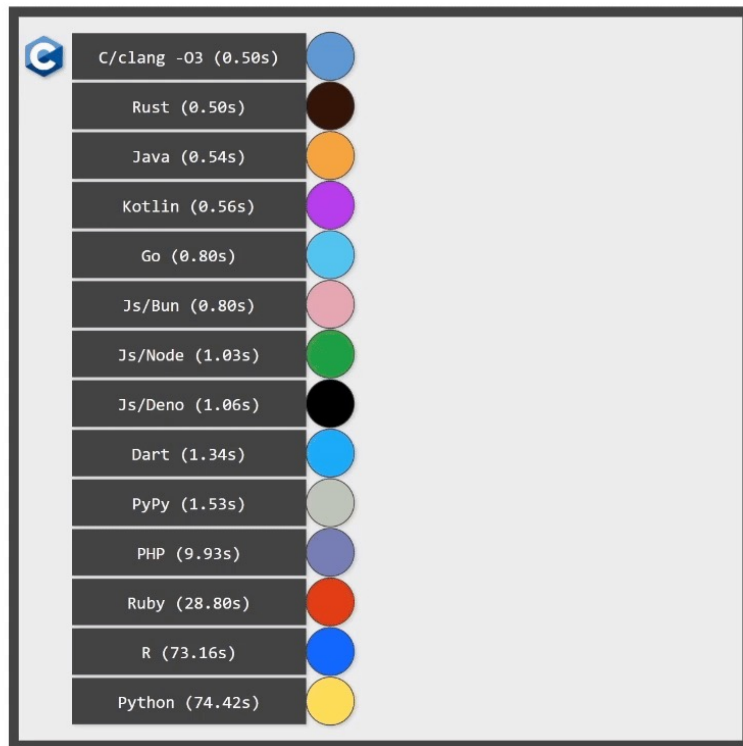 C
C/clang -O3 (0.50s)
Rust (0.50s)
Java (0.54s)
Kotlin (0.56s)
Go (0.80s)
Js/Bun (0.80s)
Js/Node (1.03s)
Js/Deno (1.06s)
Dart (1.34s)
PyPy (1.53s)
PHP (9.93s)
Ruby (28.80s)
R (73.16s)
Python (74.42s)